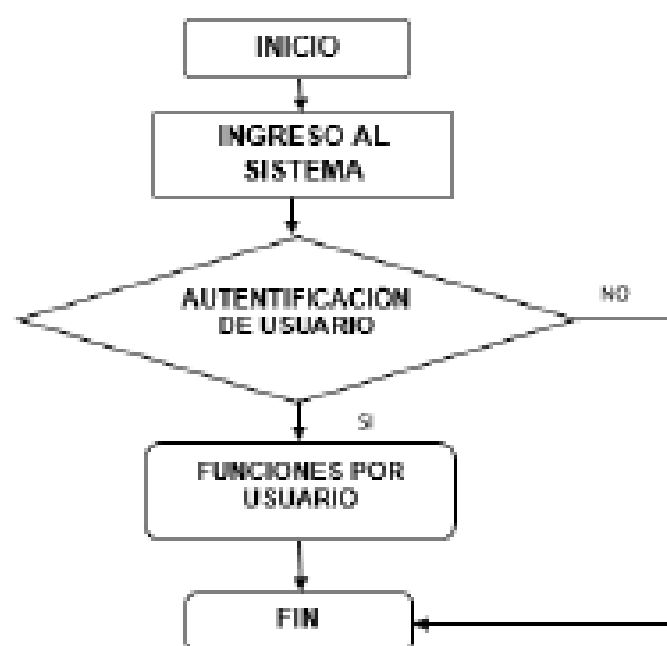 INICIO
INGRESO AL
SISTEMA
AUTENTIFICACION
DE USUARIO
NO
SI
FUNCIONES POR
USUARIO
FIN